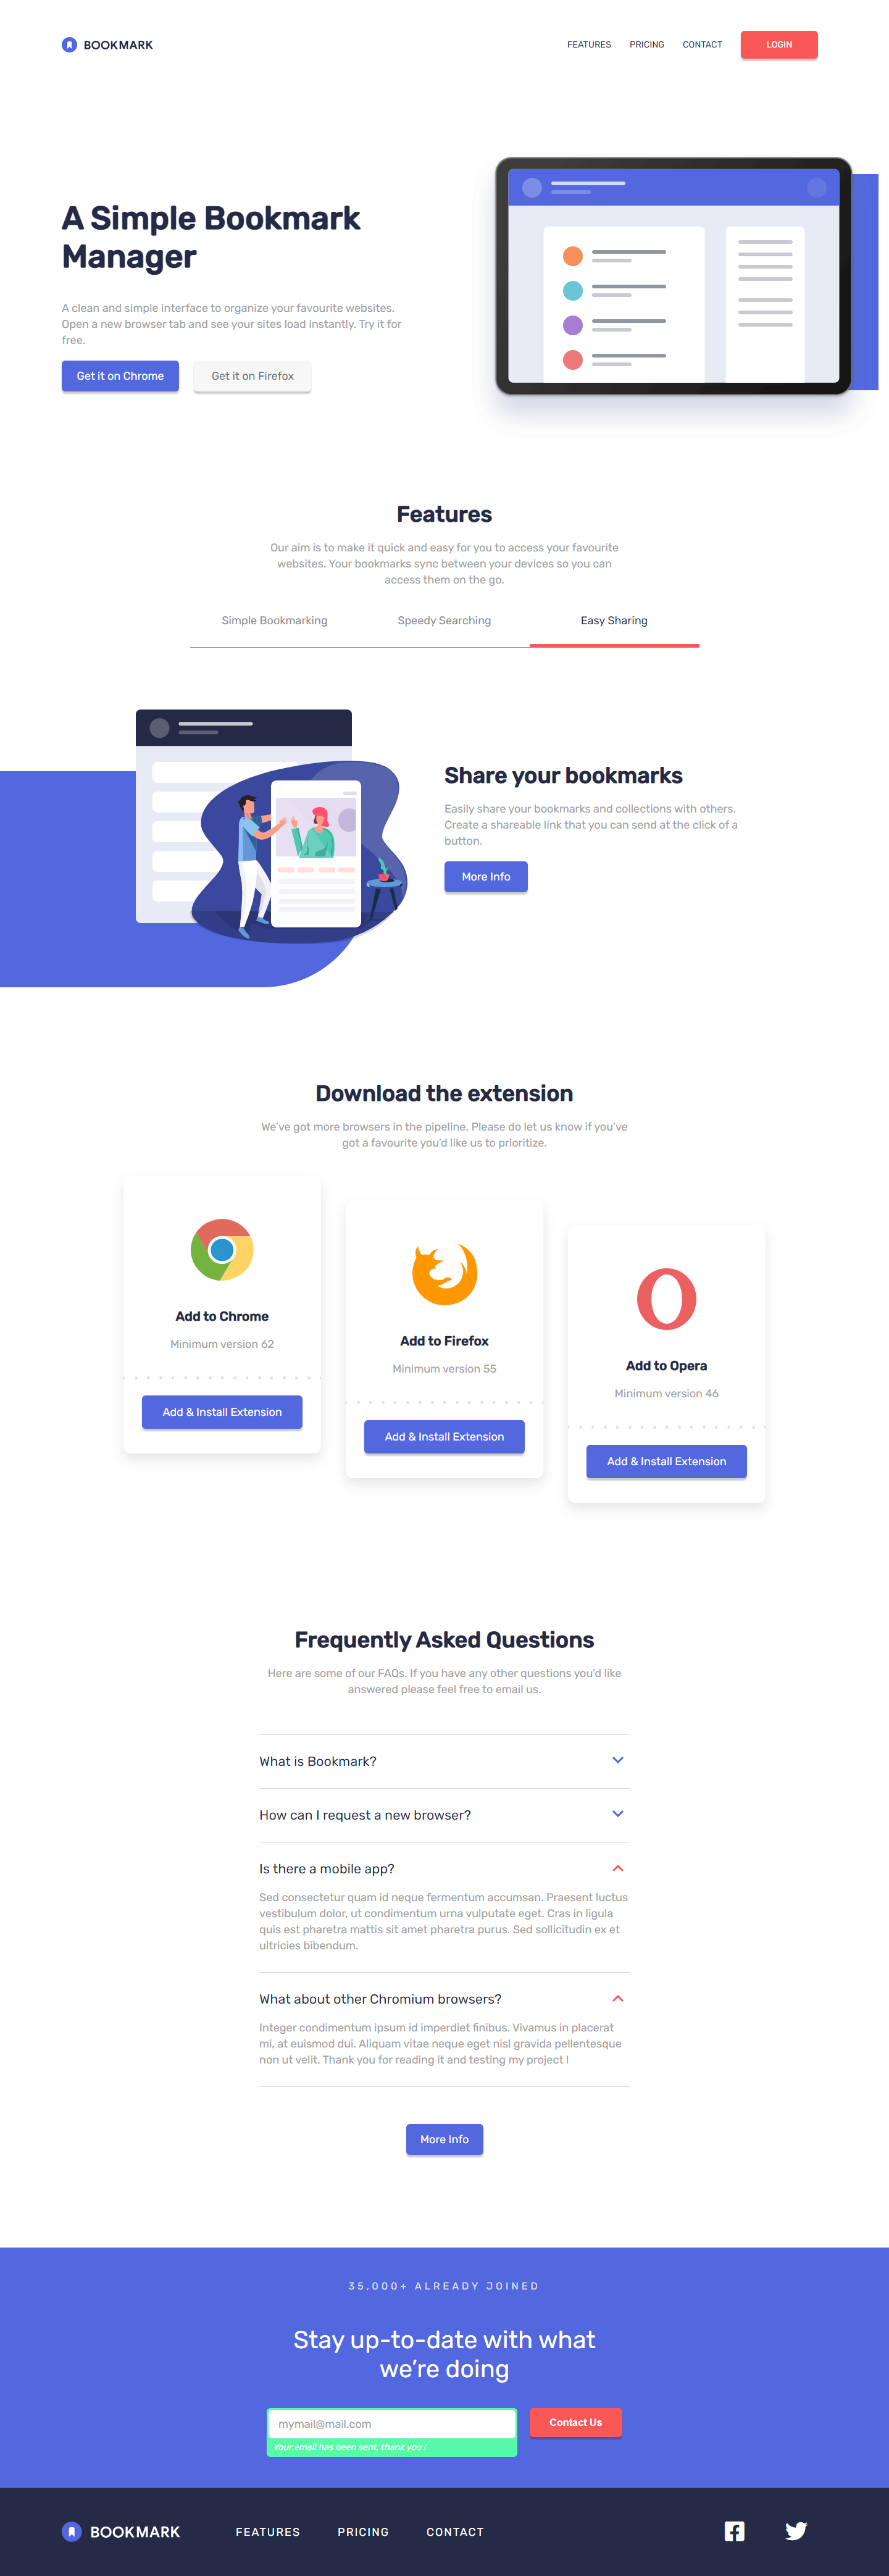 BOOKMARK
FEATURES
PRICING
CONTACT
LOGIN
A Simple Bookmark
Manager
A clean and simple interface to organize your favourite websites.
Open a new browser tab and see your sites load instantly. Try it for
free.
Get it on Chrome
Get it on Firefox
Features
Our aim is to make it quick and easy for you to access your favourite
websites. Your bookmarks sync between your devices so you can
access them on the go.
Simple Bookmarking
Speedy Searching
Easy Sharing
Share your bookmarks
Easily share your bookmarks and collections with others.
Create a shareable link that you can send at the click of a
button.
More Info
Download the extension
We've got more browsers in the pipeline. Please do let us know if you've
got a favourite you'd like us to prioritize.
Add to Chrome
Minimum version 62
Add & Install Extension
Add to Firefox
Minimum version 55
Add & Install Extension
Add to Opera
Minimum version 46
Add & Install Extension
Frequently Asked Questions
Here are some of our FAQs. If you have any other questions you'd like
answered please feel free to email us.
What is Bookmark?
How can I request a new browser?
Is there a mobile app?
Sed consectetur quam id neque fermentum accumsan. Praesent luctus
vestibulum dolor, ut condimentum urna vulputate eget. Cras in ligula
quis est pharetra mattis sit amet pharetra purus. Sed sollicitudin ex et
ultricies bibendum.
What about other Chromium browsers?
Integer condimentum ipsum id imperdiet finibus. Vivamus in placerat
mi, at euismod dui. Aliquam vitae neque eget nisl gravida pellentesque
non ut velit. Thank you for reading it and testing my project !
More Info
35,000+ ALREADY JOINED
Stay up-to-date with what
we're doing
mymail@mail.com
Your email has been sent, thank you !
Contact Us
BOOKMARK
FEATURES
PRICING
CONTACT